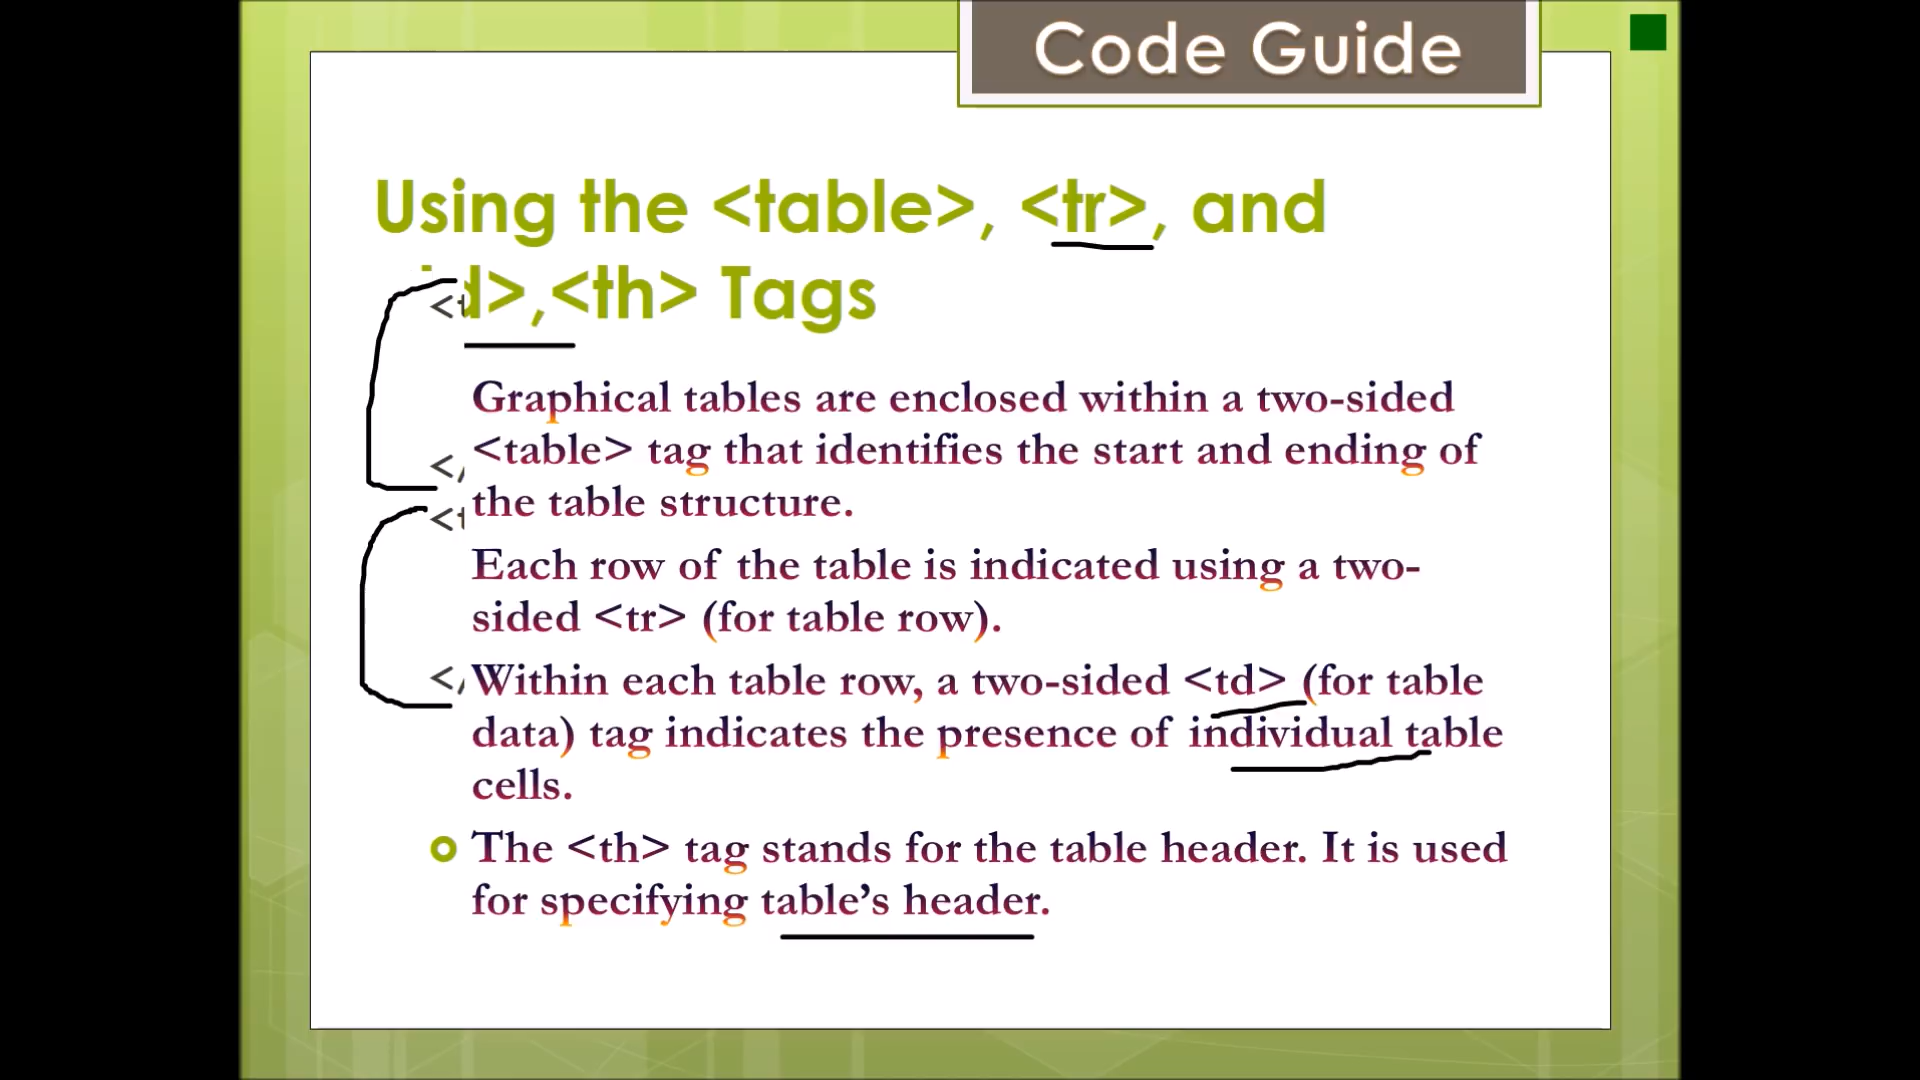 Code Guide
Using the <table>, <tr>, and
d>,<th> Tags
Graphical tables are enclosed within a two-sided
<table> tag that identifies the start and ending of
the table structure.
Each row of the table is indicated using a two-
sided <tr> (for table row).
Within each table row, a two-sided <td> (for table
data) tag indicates the presence of individual table
cells.
The <th> tag stands for the table header. It is used
for specifying table’s header.